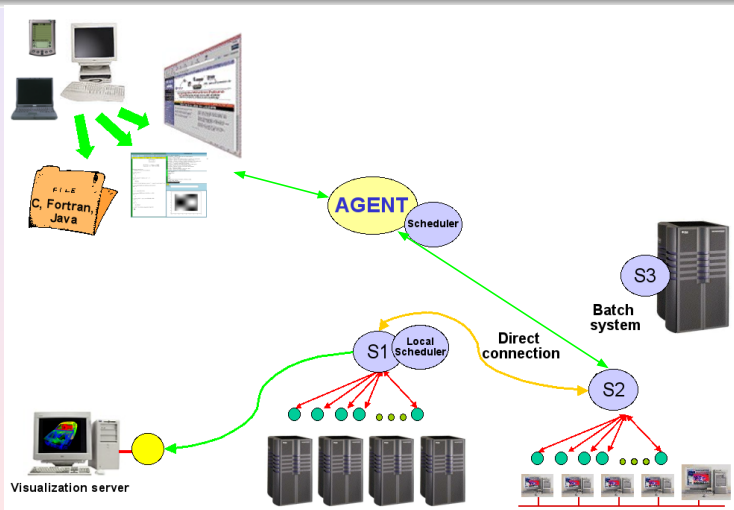 FILE
C, Fortran,
Java
AGENT
Scheduler
S3
Batch
system
S1
Local
Scheduler
Direct
connection
S2
Visualization server